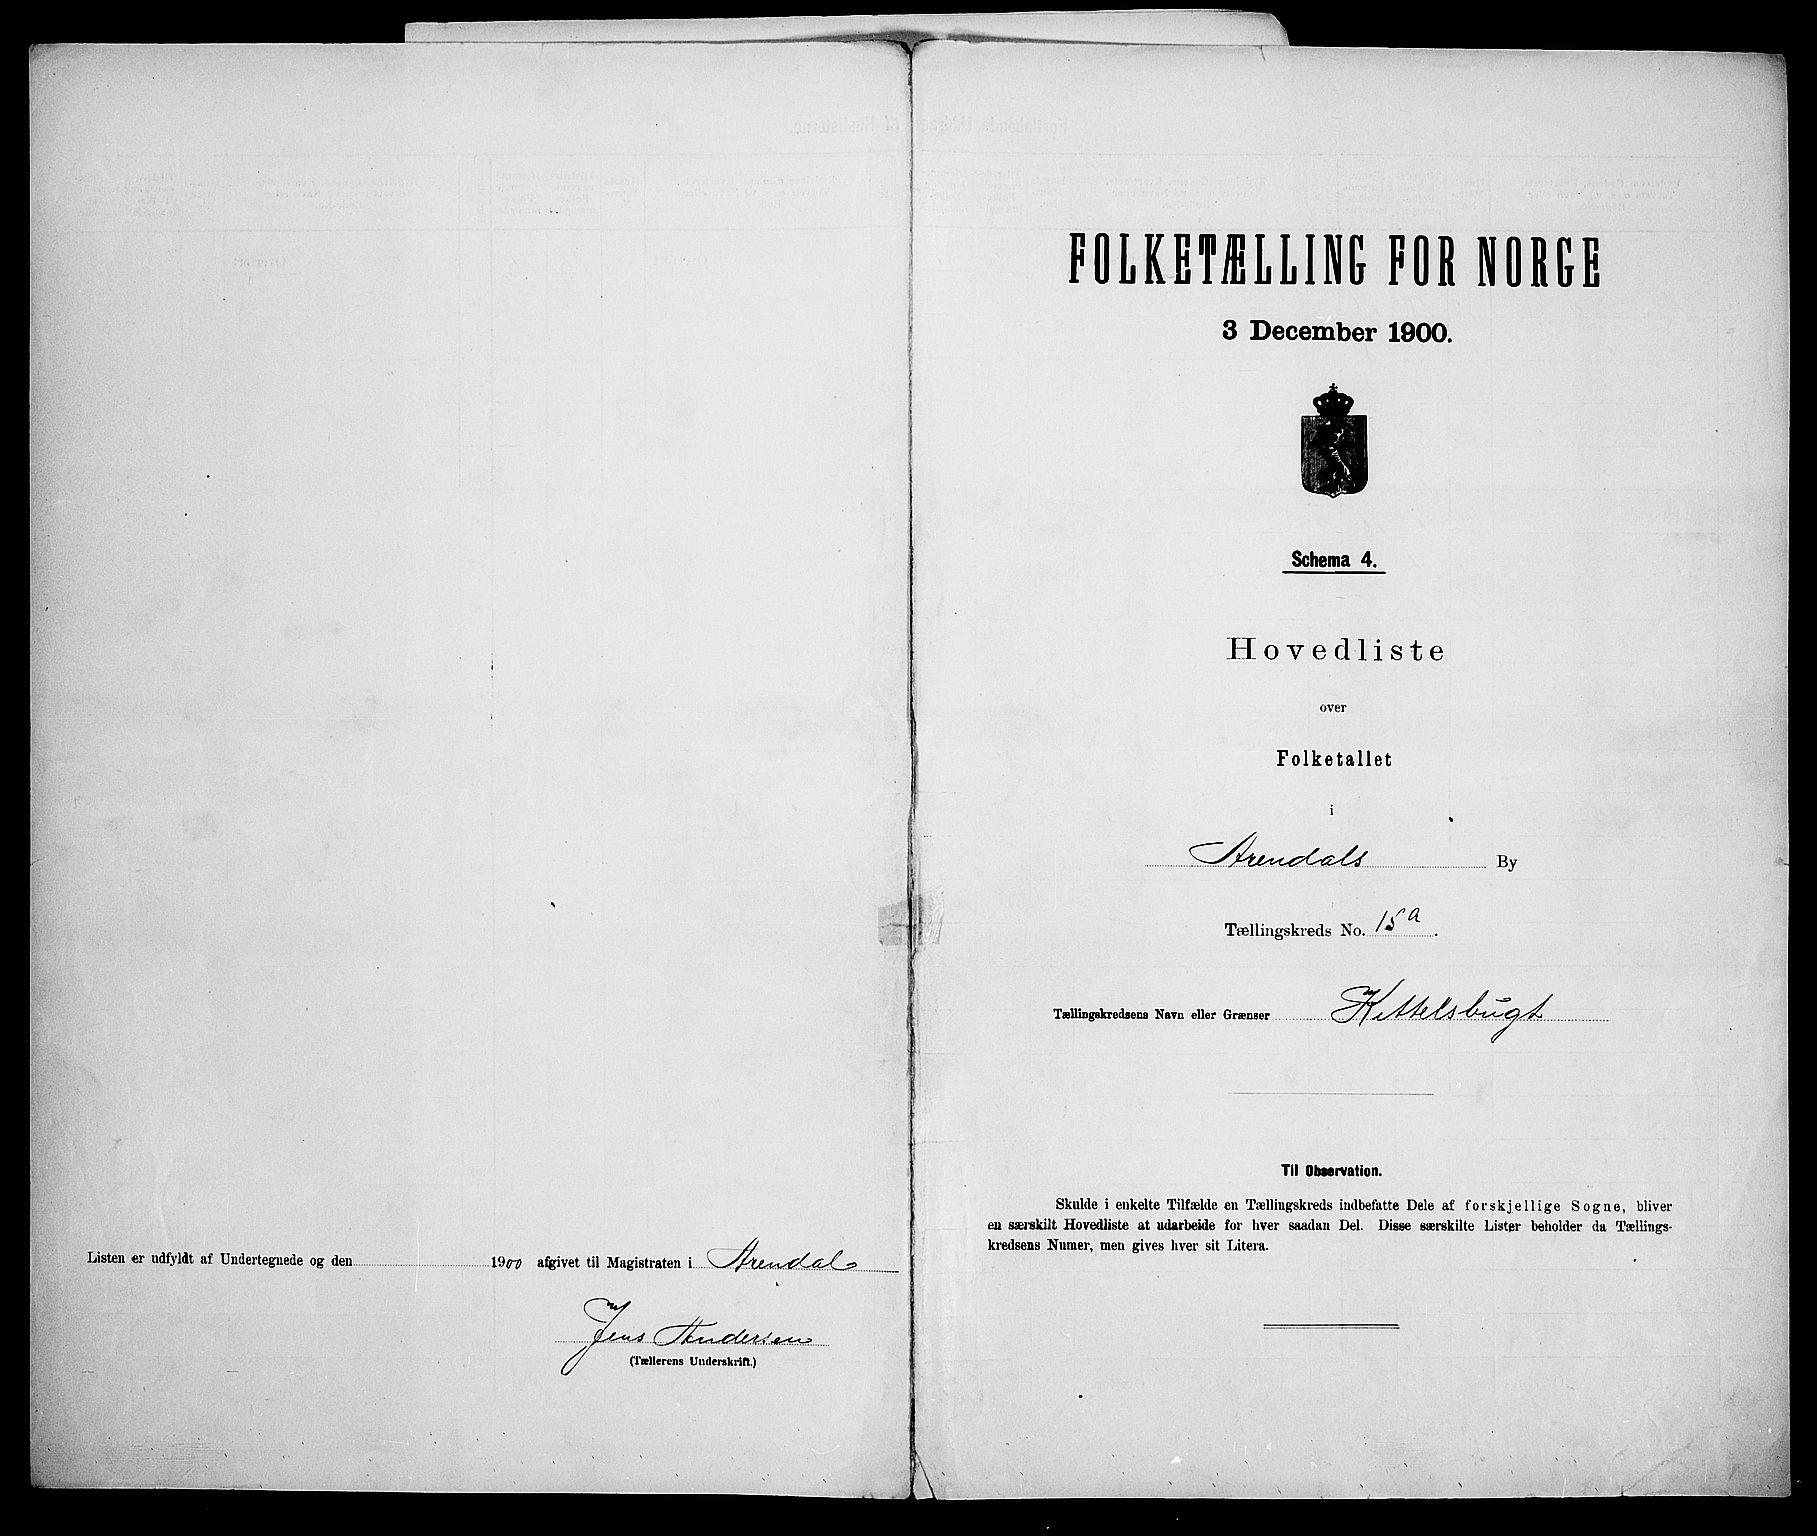 Listen er udfyldt af Undertegnede og den 1900 afgivet til Magistraten i Arendal
Jens Andersen
(Tællerens Underskrift.)
FOLKETÆLLING FOR NORGE
3 December 1900.
Schema 4.
Hovedliste
over
Folketallet
i
Arendals By
Tællingskreds No. 15a.
Tællingskredsens Navn eller Grænser Kittelsbugt
Til Observation.
Skulde i enkelte Tilfælde en Tællingskreds indbefatte Dele af forskjellige Sogne, bliver
en særskilt Hovedliste at udarbeide for hver saadan Del. Disse særskilte Lister beholder da Tællings-
kredsens Numer, men gives hver sit Litera.